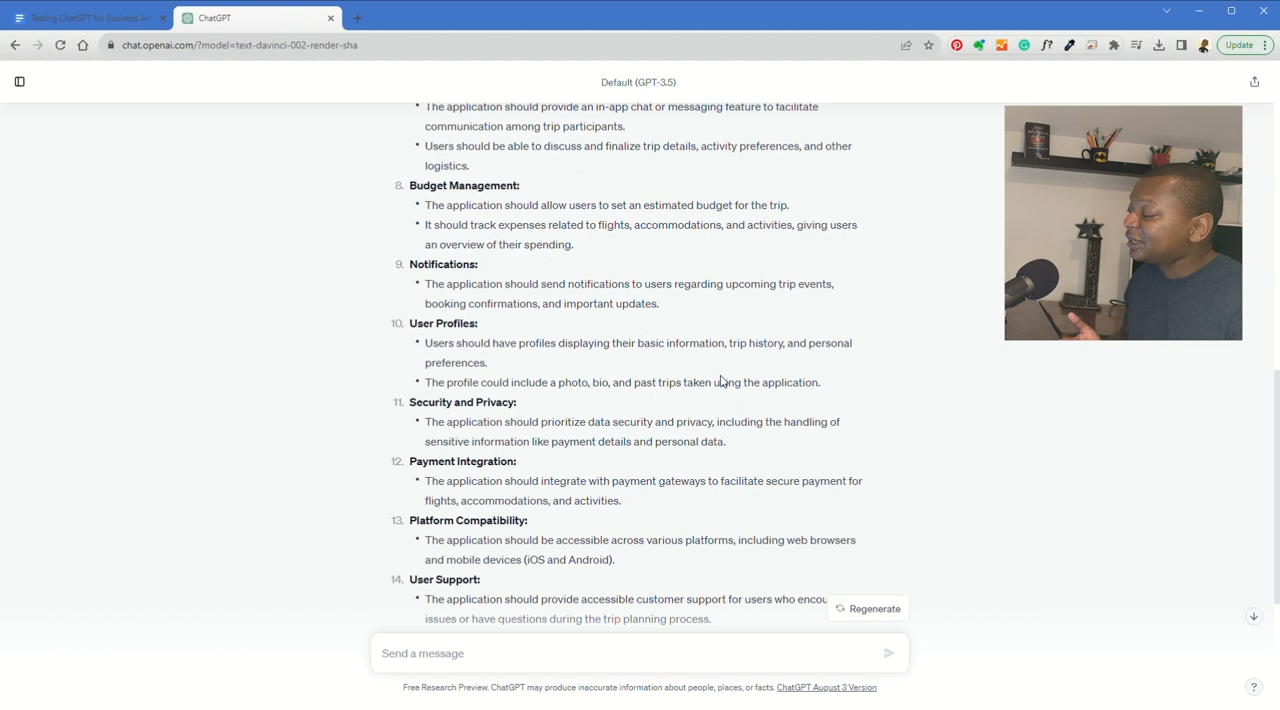 Testing ChatGPT for Business An
ChatGPT
chat.openai.com/?model=text-davinci-002-render-sha
Update
Default (GPT-3.5)
• The application should provide an in-app chat or messaging feature to facilitate
communication among trip participants.
• Users should be able to discuss and finalize trip details, activity preferences, and other
logistics.
8. Budget Management:
• The application should allow users to set an estimated budget for the trip.
• It should track expenses related to flights, accommodations, and activities, giving users
an overview of their spending.
9. Notifications:
• The application should send notifications to users regarding upcoming trip events,
booking confirmations, and important updates.
10. User Profiles:
• Users should have profiles displaying their basic information, trip history, and personal
preferences.
• The profile could include a photo, bio, and past trips taken using the application.
11. Security and Privacy:
• The application should prioritize data security and privacy, including the handling of
sensitive information like payment details and personal data.
12. Payment Integration:
• The application should integrate with payment gateways to facilitate secure payment for
flights, accommodations, and activities.
13. Platform Compatibility:
• The application should be accessible across various platforms, including web browsers
and mobile devices (iOS and Android).
14. User Support:
• The application should provide accessible customer support for users who encou
issues or have questions during the trip planning process.
Regenerate
Send a message
Free Research Preview. ChatGPT may produce inaccurate information about people, places, or facts. ChatGPT August 3 Version